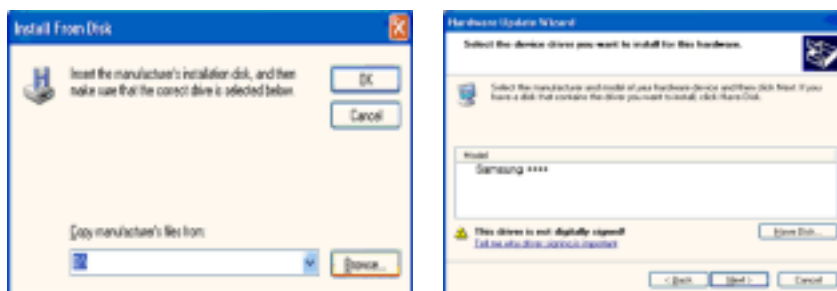 Install From Disk
Insert the manufacturer's installation disk, and then
make sure that the correct drive is selected below.
OK
Cancel
Copy manufacturer's files from:
Browse...
Hardware Update Wizard
Select the device driver you want to install for this hardware.
Select the manufacturer and model of your hardware device and then click Next. If you
have a disk that contains the driver you want to install, click Have Disk.
Model
Samsung ****
This driver is not digitally signed!
Tell me why driver signing is important
Have Disk...
< Back
Next >
Cancel